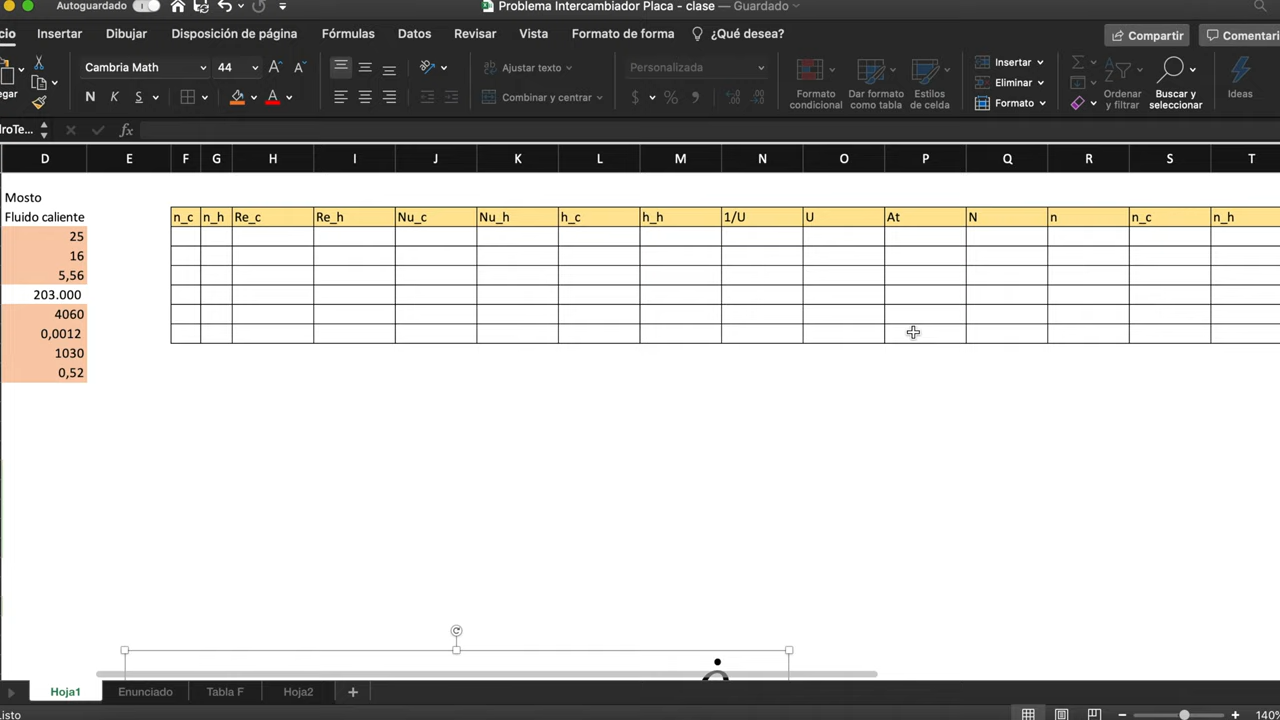 Autoguardado
Problema Intercambiador Placa - clase — Guardado
cio Insertar Dibujar Disposición de página Fórmulas Datos Revisar Vista Formato de forma ¿Qué desea? Compartir Comentari
Cambria Math 44 Ajustar texto Personalizada Insertar
Eliminar
egar N K S A Combinar y centrar $ % Formato condicional Dar formato como tabla Estilos de celda Formato Ordenar y filtrar Buscar y seleccionar Ideas
droTe... fx
D E F G H I J K L M N O P Q R S T
Mosto
Fluido caliente n_c n_h Re_c Re_h Nu_c Nu_h h_c h_h 1/U U At N n n_c n_h
25
16
5,56
203.000
4060
0,0012
1030
0,52
Hoja1 Enunciado Tabla F Hoja2
Listo 140%